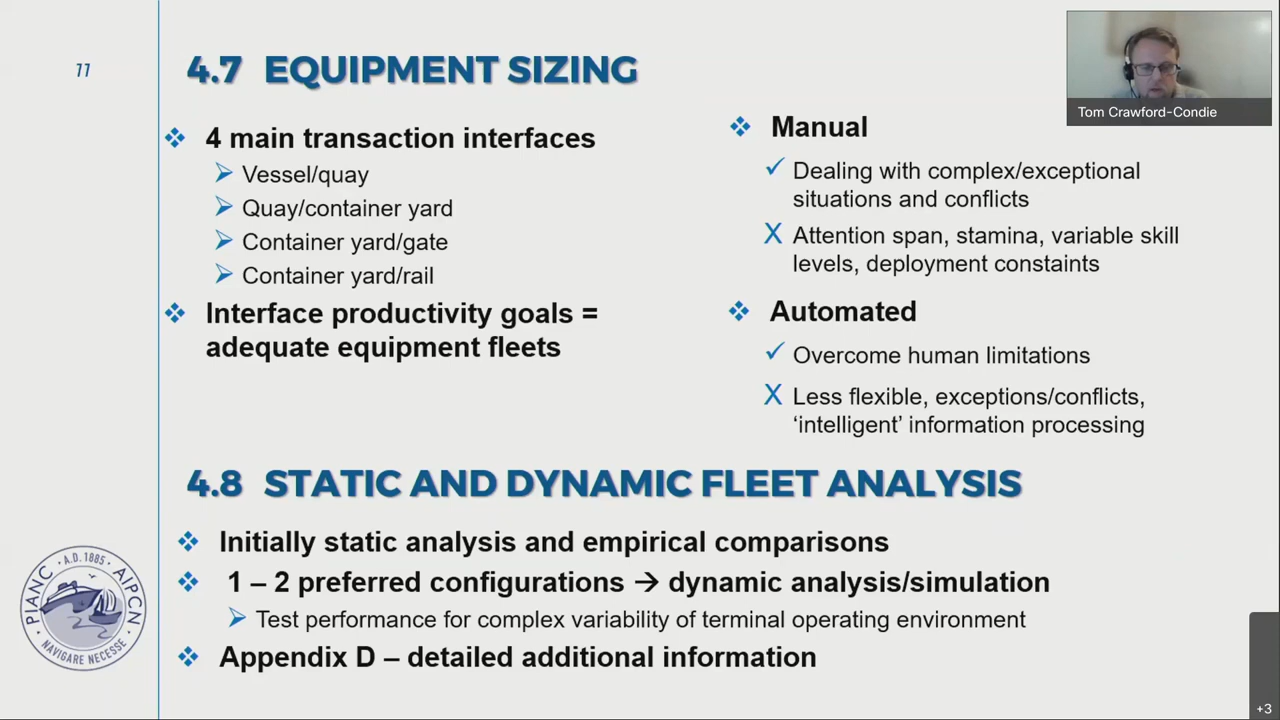 11
4.7 EQUIPMENT SIZING
4 main transaction interfaces
Vessel/quay
Quay/container yard
Container yard/gate
Container yard/rail
Interface productivity goals =
adequate equipment fleets
Manual
Dealing with complex/exceptional
situations and conflicts
X Attention span, stamina, variable skill
levels, deployment constaints
Automated
Overcome human limitations
X Less flexible, exceptions/conflicts,
‘intelligent’ information processing
4.8 STATIC AND DYNAMIC FLEET ANALYSIS
Initially static analysis and empirical comparisons
1 – 2 preferred configurations → dynamic analysis/simulation
Test performance for complex variability of terminal operating environment
Appendix D – detailed additional information
Tom Crawford-Condie
PIANC · A.D. 1885 · AIPCN
NAVIGARE NECESSE
+3